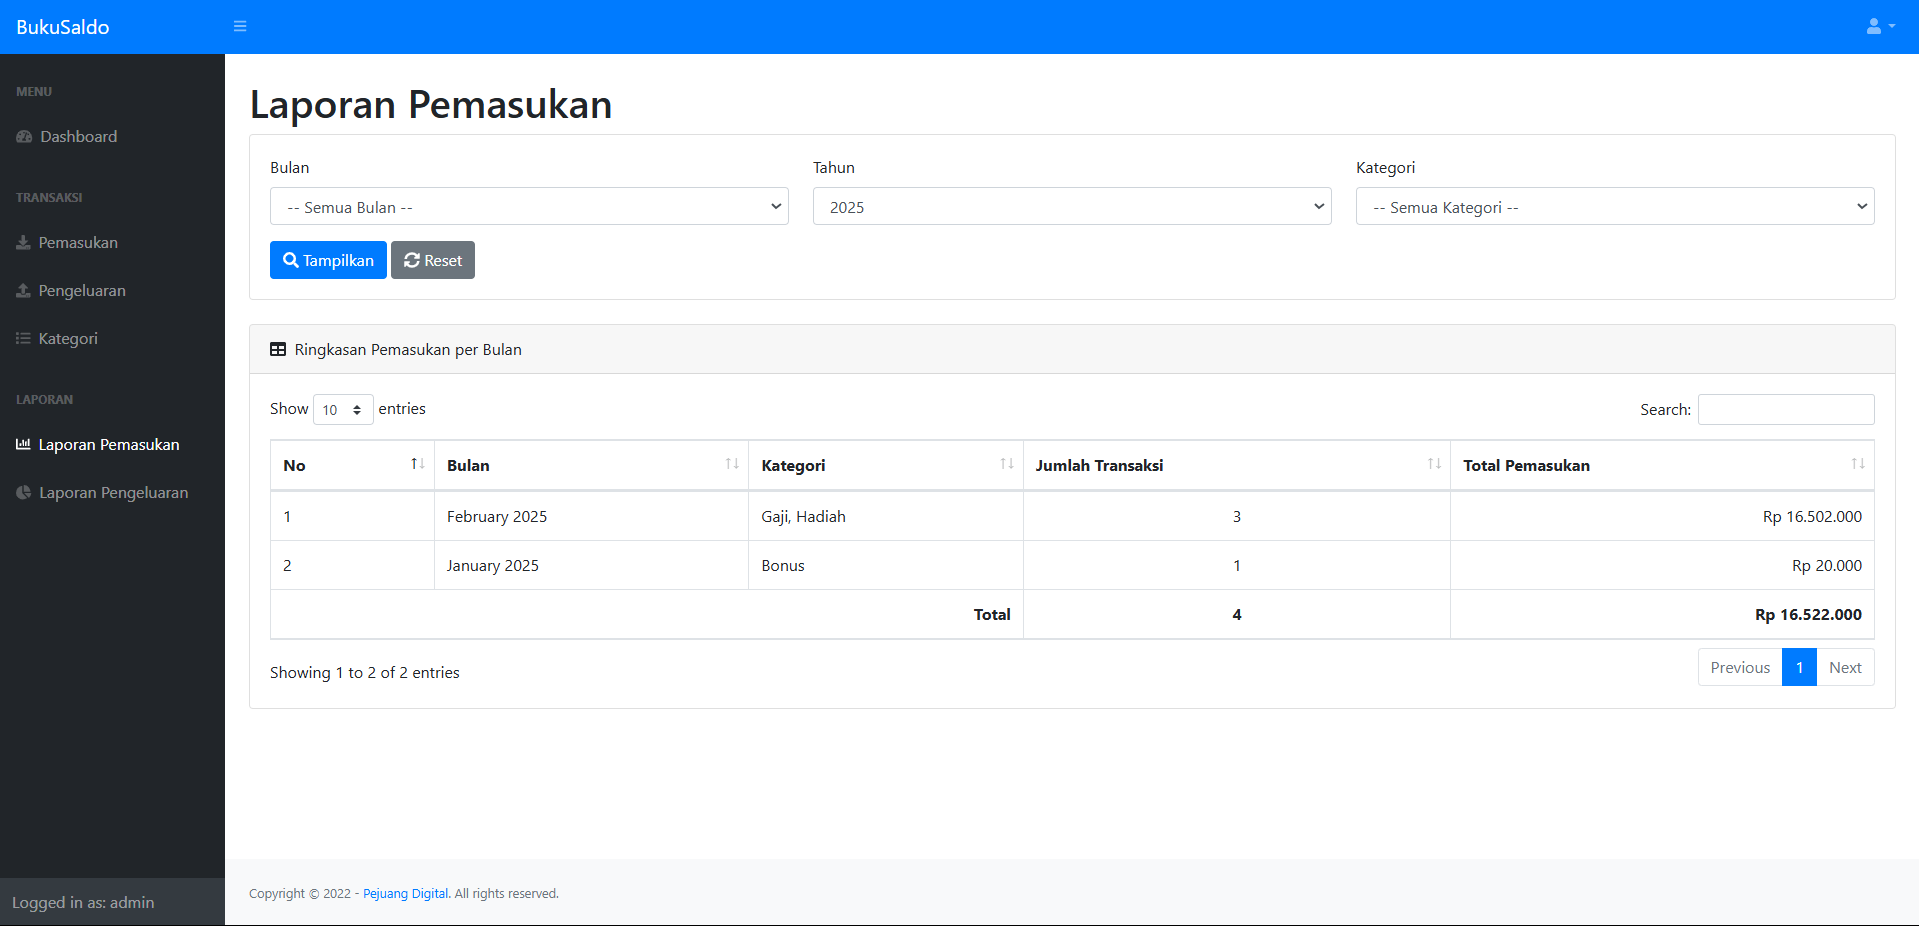 BukuSaldo
MENU
Dashboard
TRANSAKSI
Pemasukan
Pengeluaran
Kategori
LAPORAN
Laporan Pemasukan
Laporan Pengeluaran
Logged in as: admin
Laporan Pemasukan
Bulan Tahun Kategori
-- Semua Bulan -- 2025 -- Semua Kategori --
Tampilkan Reset
Ringkasan Pemasukan per Bulan
Show 10 entries Search:
No Bulan Kategori Jumlah Transaksi Total Pemasukan
1 February 2025 Gaji, Hadiah 3 Rp 16.502.000
2 January 2025 Bonus 1 Rp 20.000
Total 4 Rp 16.522.000
Showing 1 to 2 of 2 entries Previous 1 Next
Copyright © 2022 - Pejuang Digital. All rights reserved.